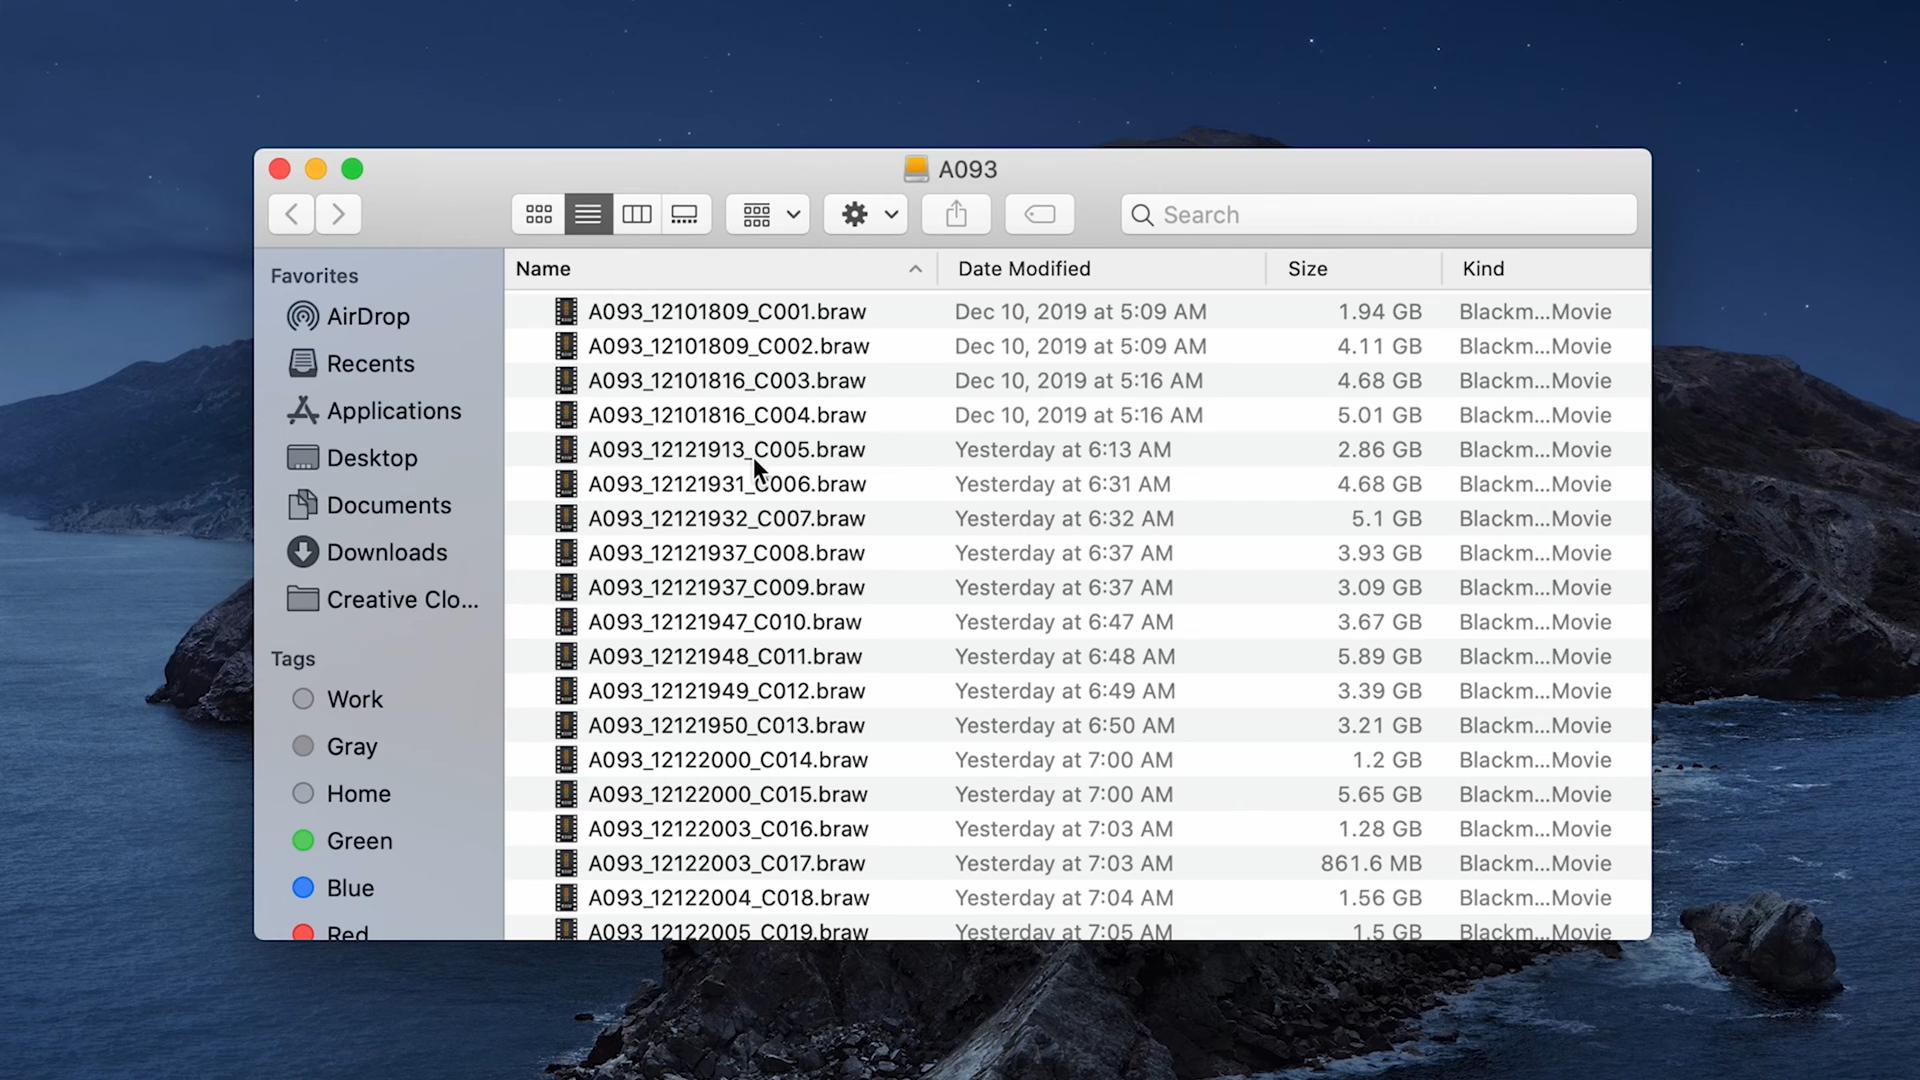 A093
Search
Favorites
AirDrop
Recents
Applications
Desktop
Documents
Downloads
Creative Clo...
Tags
Work
Gray
Home
Green
Blue
Red
Name Date Modified Size Kind
A093_12101809_C001.braw Dec 10, 2019 at 5:09 AM 1.94 GB Blackm...Movie
A093_12101809_C002.braw Dec 10, 2019 at 5:09 AM 4.11 GB Blackm...Movie
A093_12101816_C003.braw Dec 10, 2019 at 5:16 AM 4.68 GB Blackm...Movie
A093_12101816_C004.braw Dec 10, 2019 at 5:16 AM 5.01 GB Blackm...Movie
A093_12121913_C005.braw Yesterday at 6:13 AM 2.86 GB Blackm...Movie
A093_12121931_C006.braw Yesterday at 6:31 AM 4.68 GB Blackm...Movie
A093_12121932_C007.braw Yesterday at 6:32 AM 5.1 GB Blackm...Movie
A093_12121937_C008.braw Yesterday at 6:37 AM 3.93 GB Blackm...Movie
A093_12121937_C009.braw Yesterday at 6:37 AM 3.09 GB Blackm...Movie
A093_12121947_C010.braw Yesterday at 6:47 AM 3.67 GB Blackm...Movie
A093_12121948_C011.braw Yesterday at 6:48 AM 5.89 GB Blackm...Movie
A093_12121949_C012.braw Yesterday at 6:49 AM 3.39 GB Blackm...Movie
A093_12121950_C013.braw Yesterday at 6:50 AM 3.21 GB Blackm...Movie
A093_12122000_C014.braw Yesterday at 7:00 AM 1.2 GB Blackm...Movie
A093_12122000_C015.braw Yesterday at 7:00 AM 5.65 GB Blackm...Movie
A093_12122003_C016.braw Yesterday at 7:03 AM 1.28 GB Blackm...Movie
A093_12122003_C017.braw Yesterday at 7:03 AM 861.6 MB Blackm...Movie
A093_12122004_C018.braw Yesterday at 7:04 AM 1.56 GB Blackm...Movie
A093_12122005_C019.braw Yesterday at 7:05 AM 1.5 GB Blackm...Movie